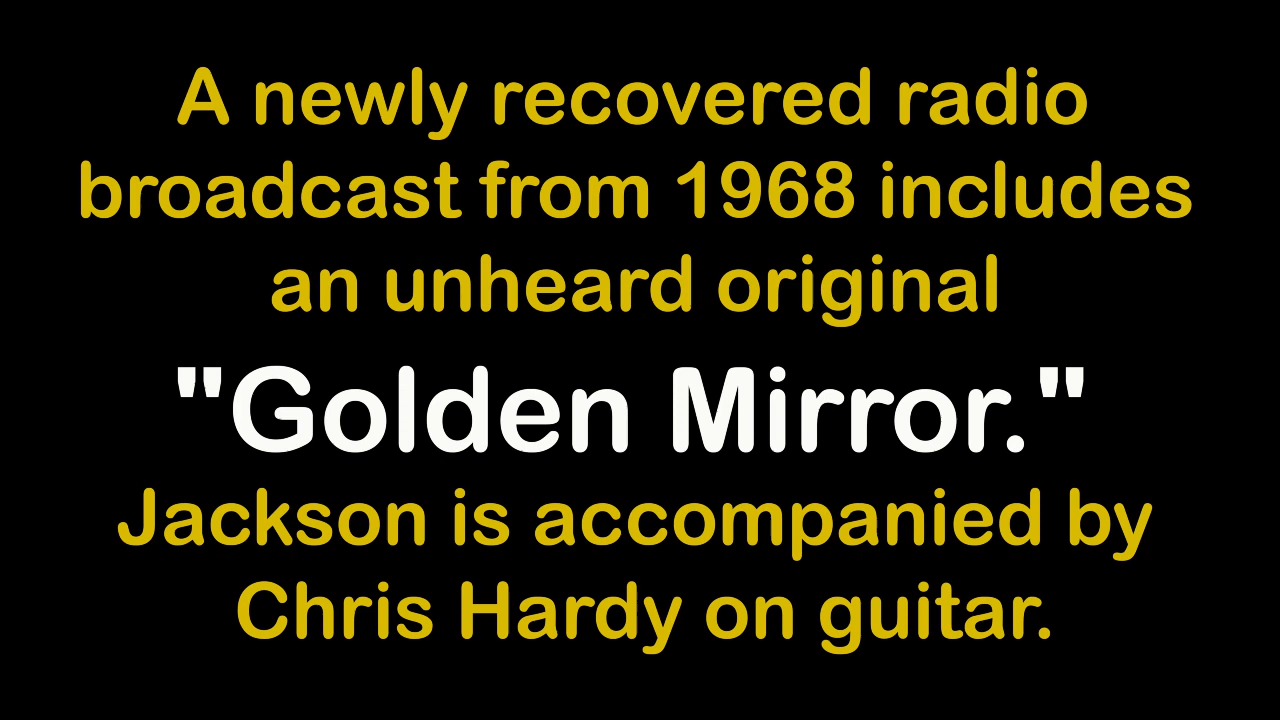 A newly recovered radio
broadcast from 1968 includes
an unheard original
"Golden Mirror."
Jackson is accompanied by
Chris Hardy on guitar.